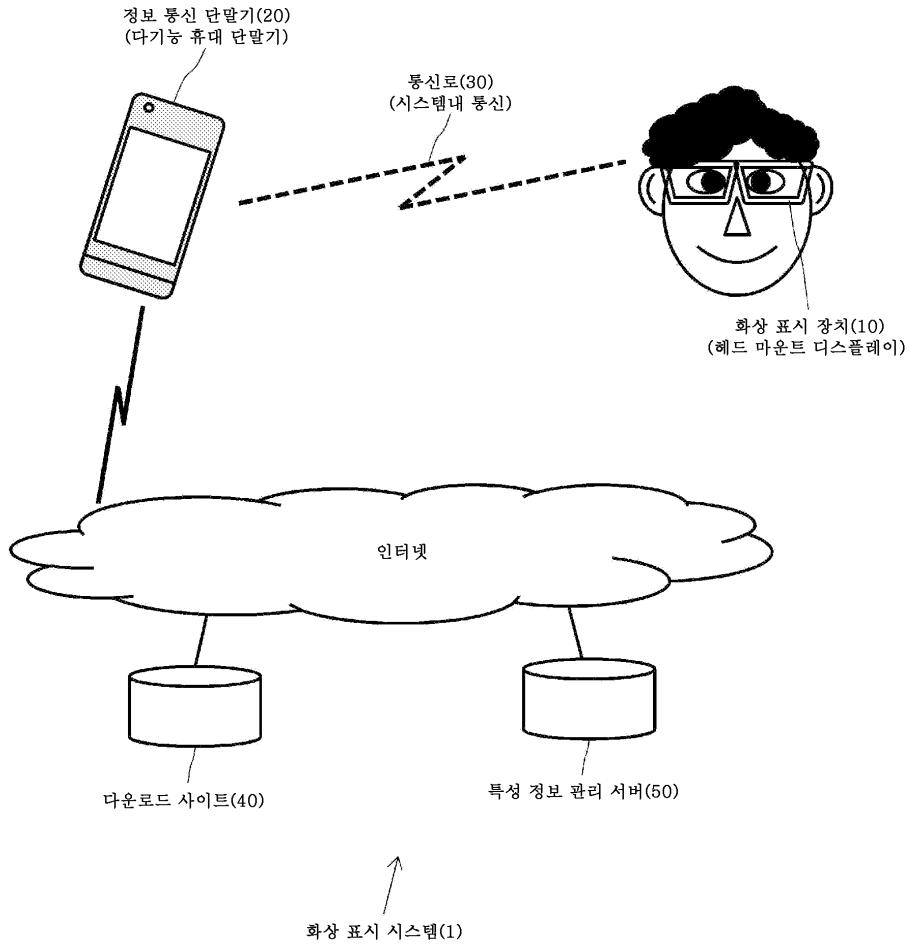 정보 통신 단말기(20)
(다기능 휴대 단말기)
통신로(30)
(시스템내 통신)
화상 표시 장치(10)
(헤드 마운트 디스플레이)
인터넷
다운로드 사이트(40)
특성 정보 관리 서버(50)
화상 표시 시스템(1)